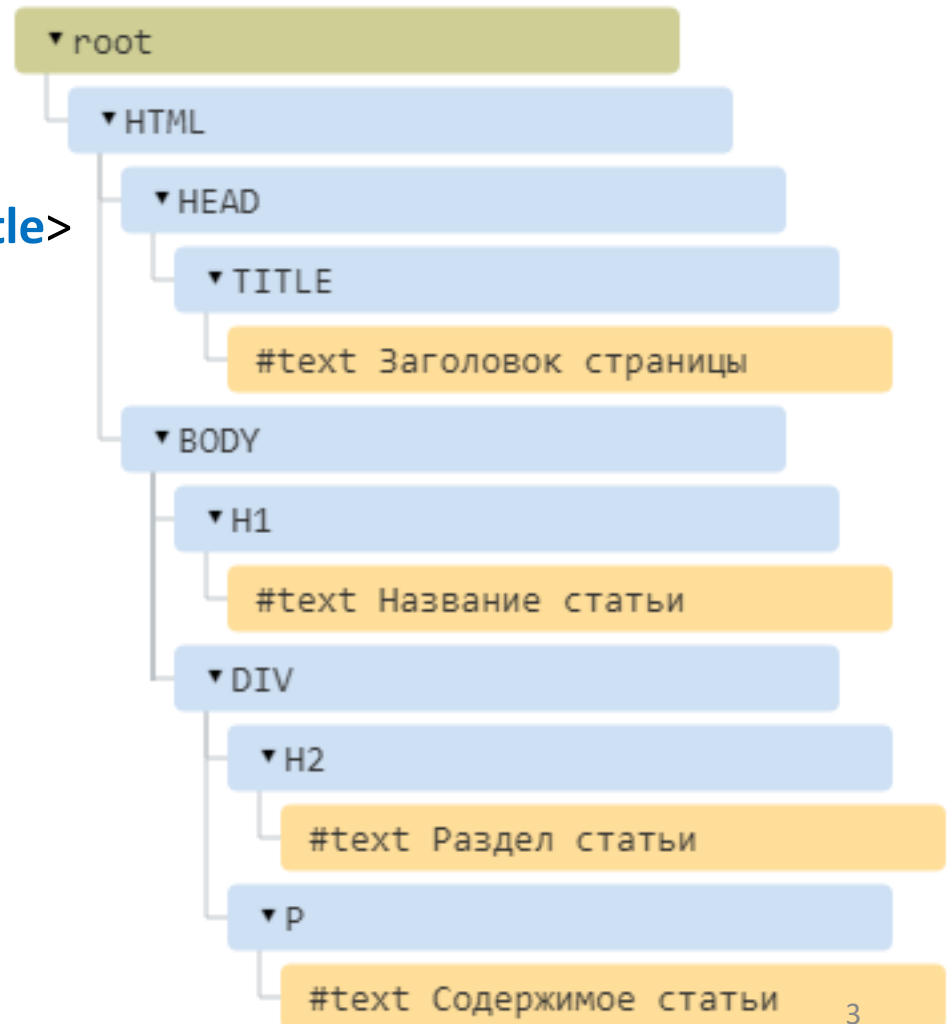 ▼ root
▼ HTML
▼ HEAD
tle>
▼ TITLE
#text Заголовок страницы
▼ BODY
▼ H1
#text Название статьи
▼ DIV
▼ H2
#text Раздел статьи
▼ P
#text Содержимое статьи
3